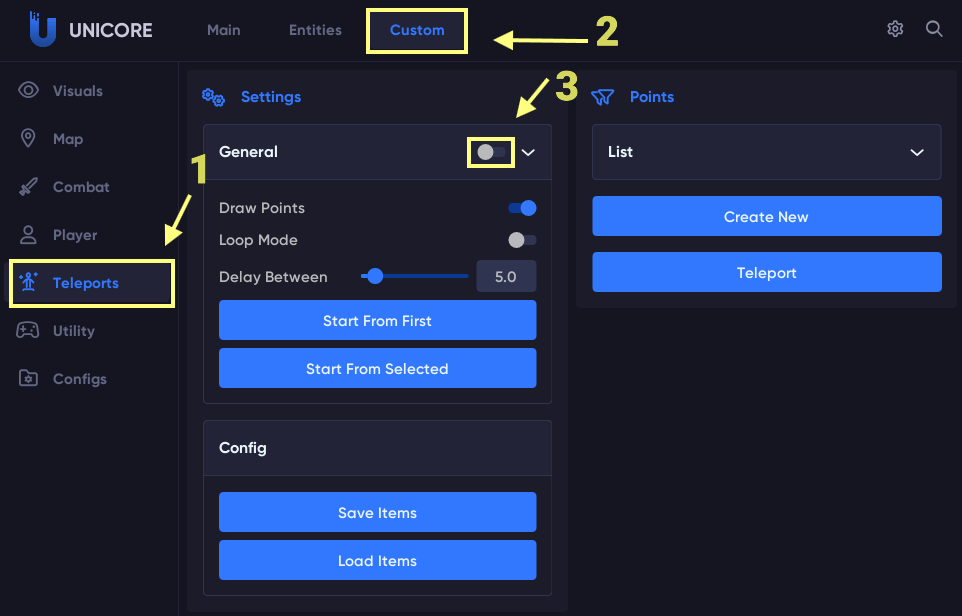 UNICORE
Main
Entities
Custom
2
Visuals
Map
Combat
Player
Teleports
Utility
Configs
1
Settings
3
General
Draw Points
Loop Mode
Delay Between
5.0
Start From First
Start From Selected
Config
Save Items
Load Items
Points
List
Create New
Teleport